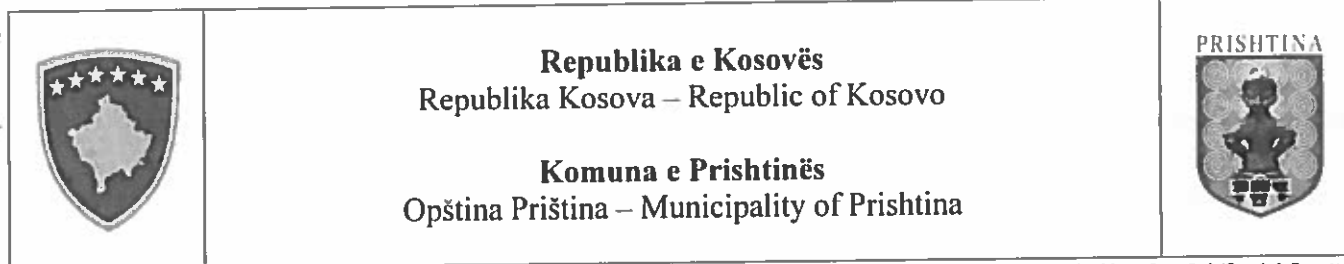 Republika e Kosovës
Republika Kosova – Republic of Kosovo
Komuna e Prishtinës
Opština Priština – Municipality of Prishtina
PRISHTINA